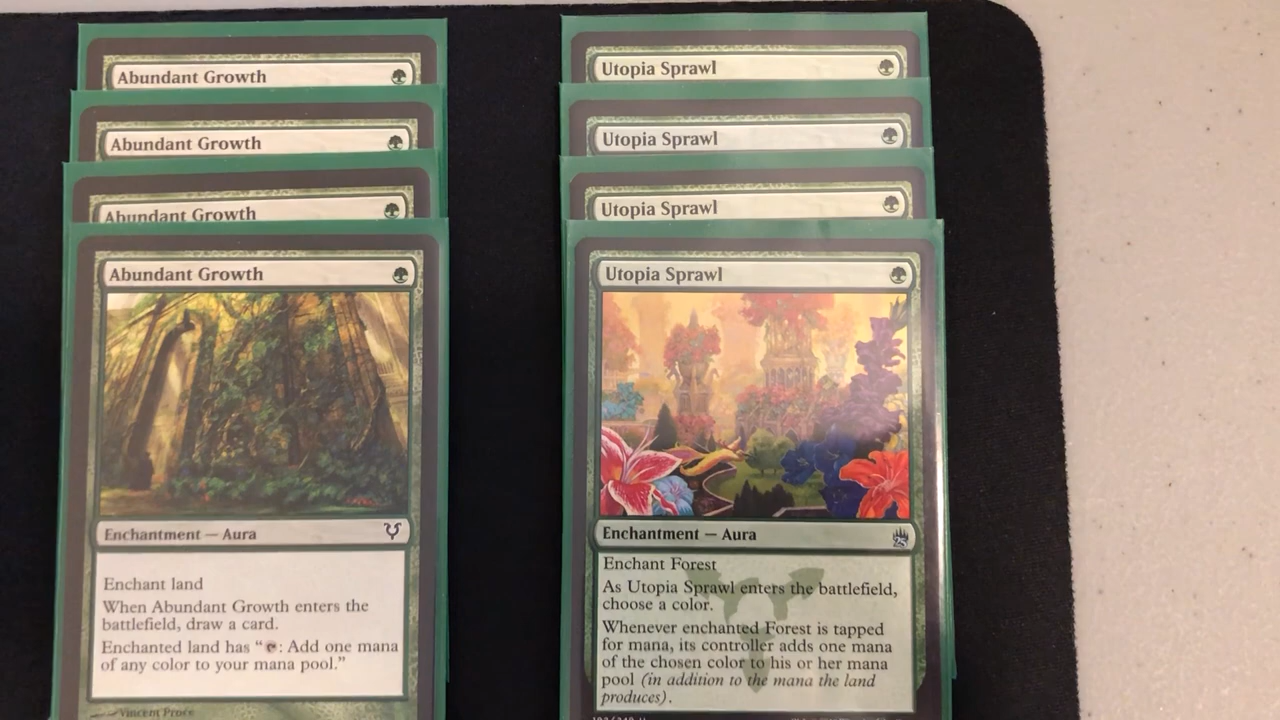 Abundant Growth
Abundant Growth
Abundant Growth
Abundant Growth
Enchantment — Aura
Enchant land
When Abundant Growth enters the
battlefield, draw a card.
Enchanted land has “: Add one mana
of any color to your mana pool.”
Vincent Proce
Utopia Sprawl
Utopia Sprawl
Utopia Sprawl
Utopia Sprawl
Enchantment — Aura
25
Enchant Forest
As Utopia Sprawl enters the battlefield,
choose a color.
Whenever enchanted Forest is tapped
for mana, its controller adds one mana
of the chosen color to his or her mana
pool (in addition to the mana the land
produces).